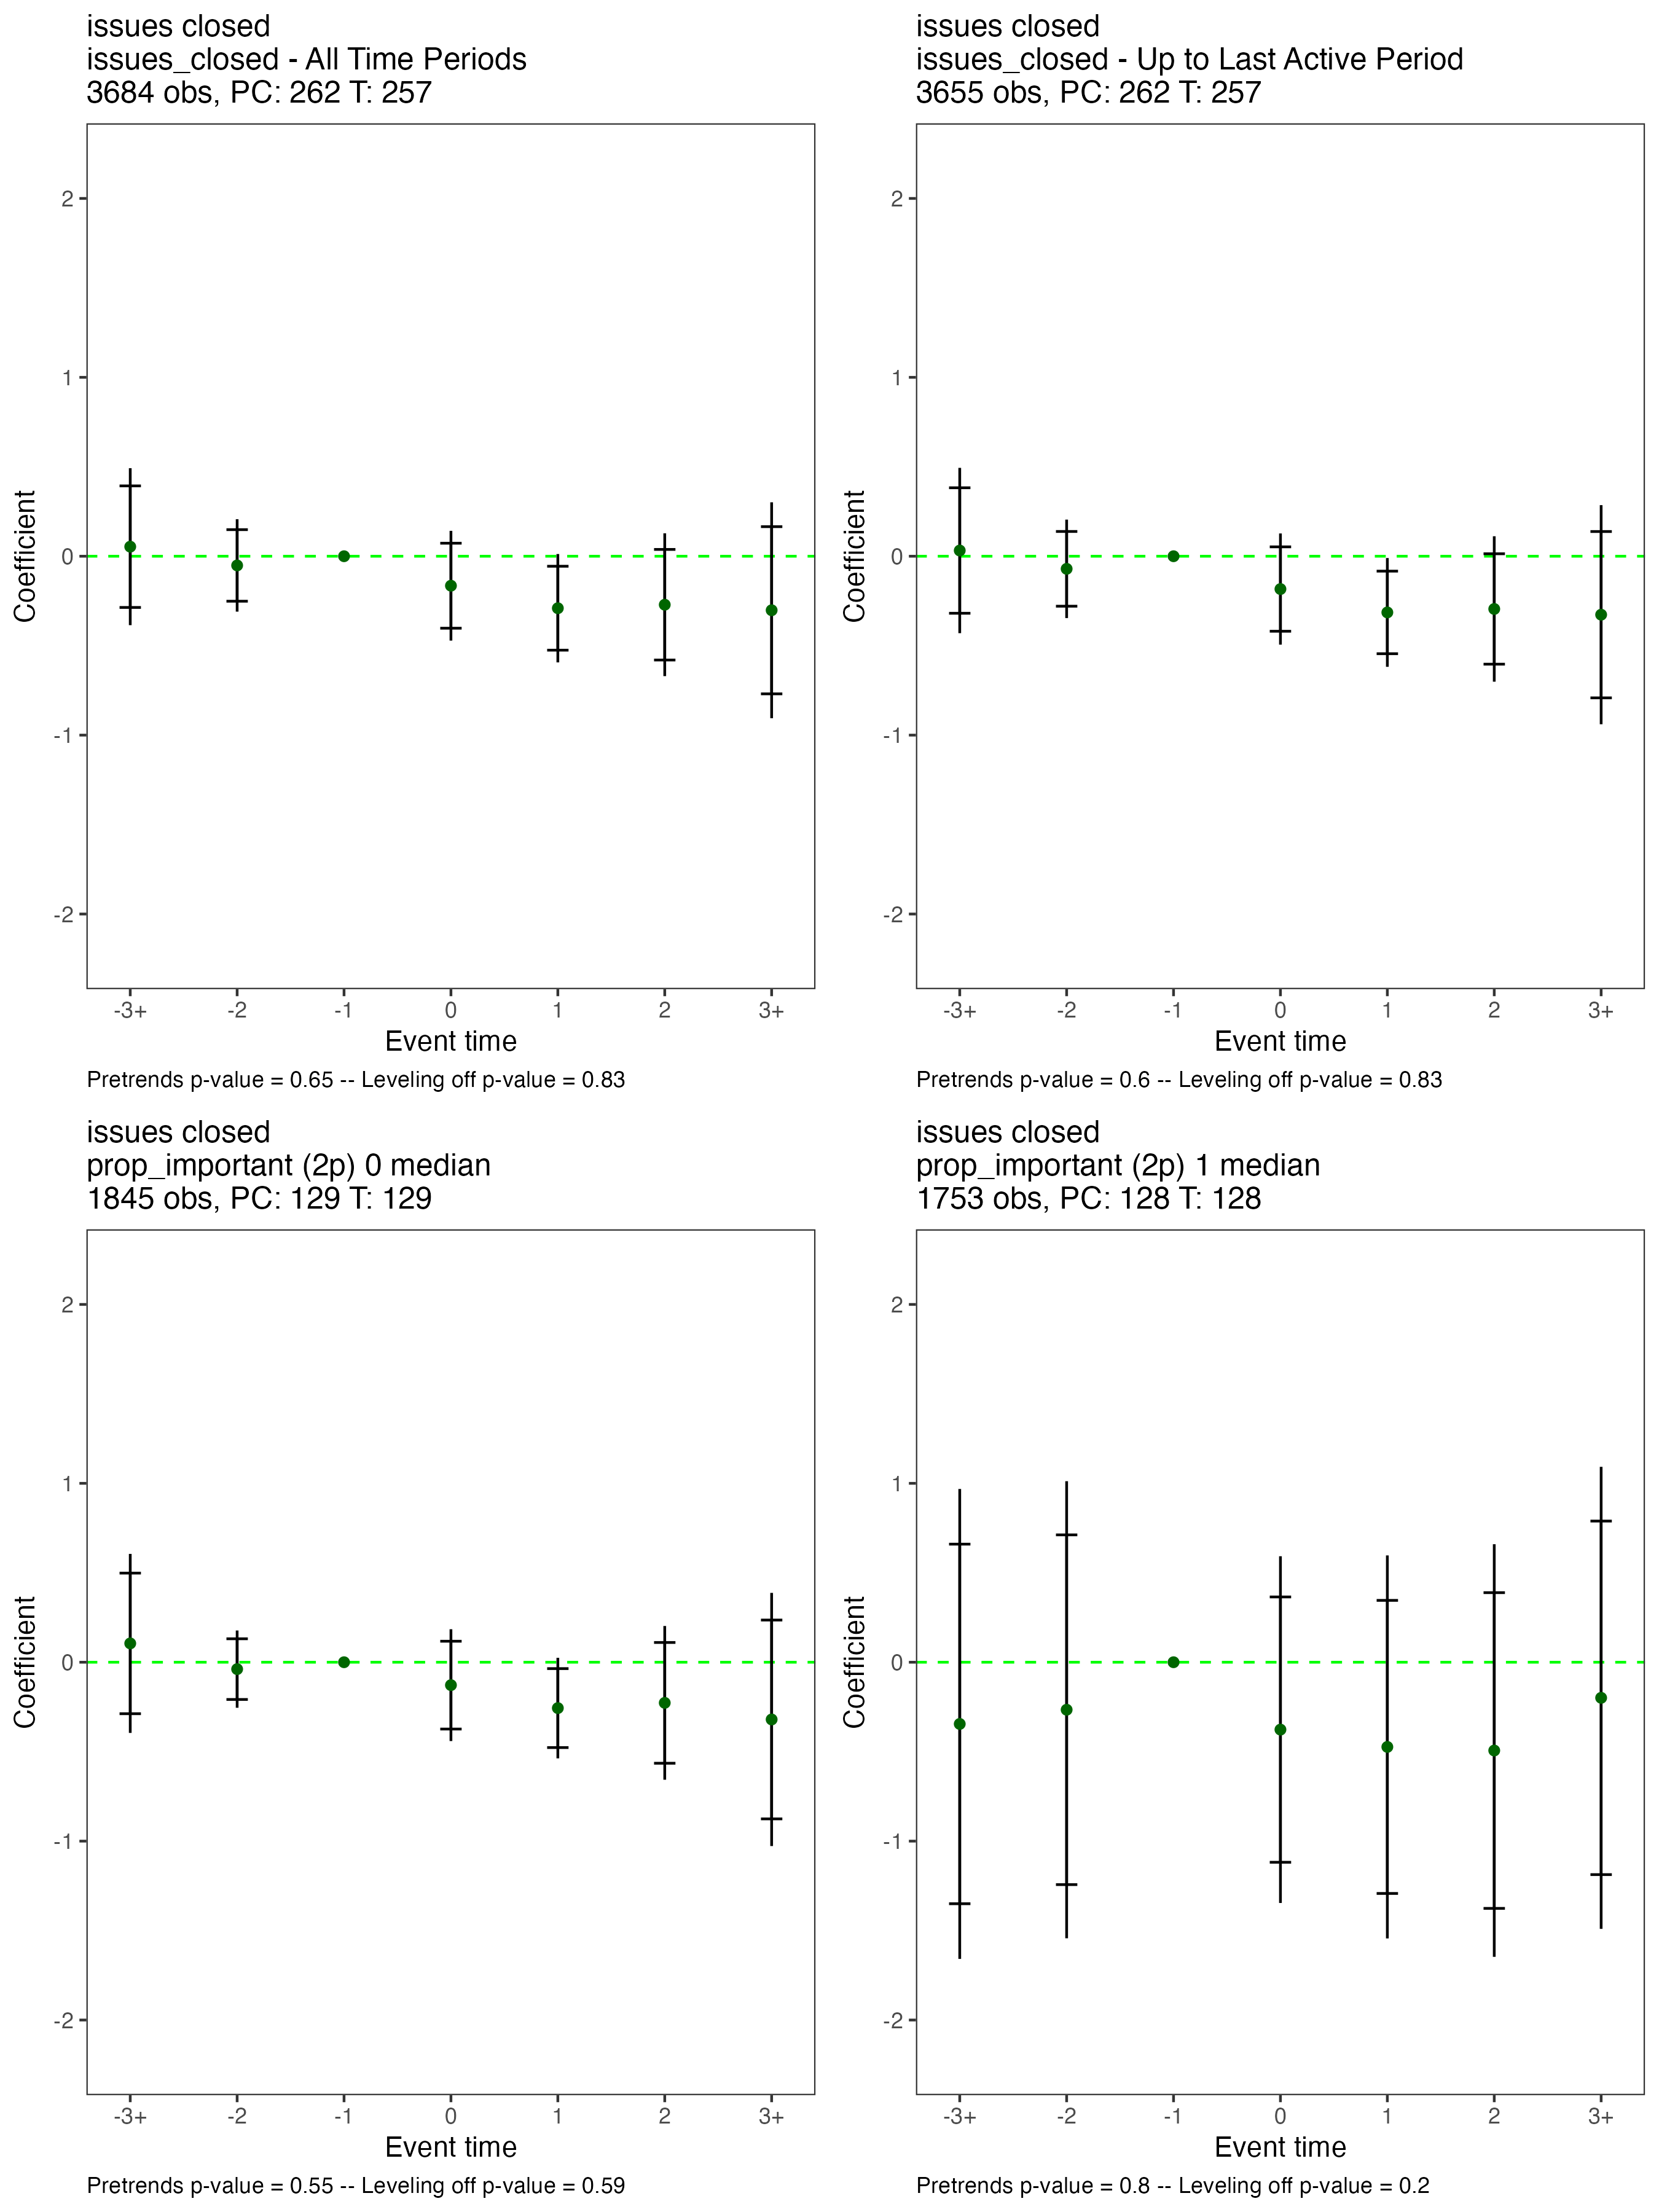 issues closed
issues_closed - All Time Periods
3684 obs, PC: 262 T: 257
Coefficient
2
1
0
-1
-2
-3+ -2 -1 0 1 2 3+
Event time
Pretrends p-value = 0.65 -- Leveling off p-value = 0.83
issues closed
issues_closed - Up to Last Active Period
3655 obs, PC: 262 T: 257
Coefficient
2
1
0
-1
-2
-3+ -2 -1 0 1 2 3+
Event time
Pretrends p-value = 0.6 -- Leveling off p-value = 0.83
issues closed
prop_important (2p) 0 median
1845 obs, PC: 129 T: 129
Coefficient
2
1
0
-1
-2
-3+ -2 -1 0 1 2 3+
Event time
Pretrends p-value = 0.55 -- Leveling off p-value = 0.59
issues closed
prop_important (2p) 1 median
1753 obs, PC: 128 T: 128
Coefficient
2
1
0
-1
-2
-3+ -2 -1 0 1 2 3+
Event time
Pretrends p-value = 0.8 -- Leveling off p-value = 0.2